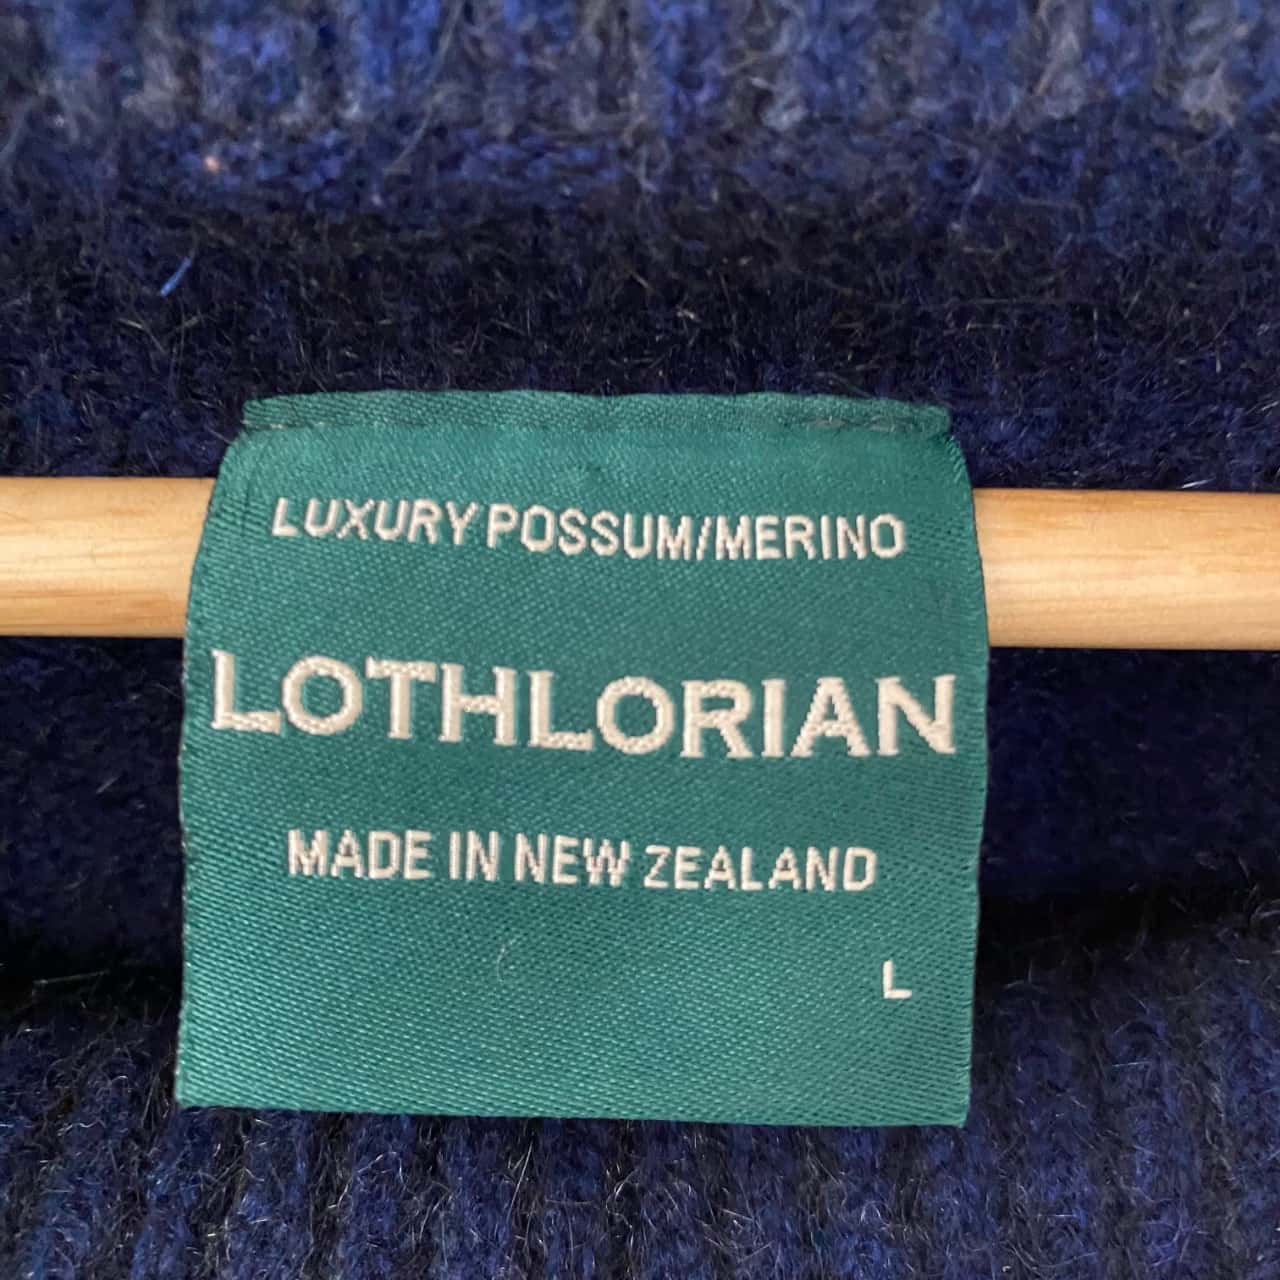 LUXURY POSSUM/MERINO
LOTHLORIAN
MADE IN NEW ZEALAND
L